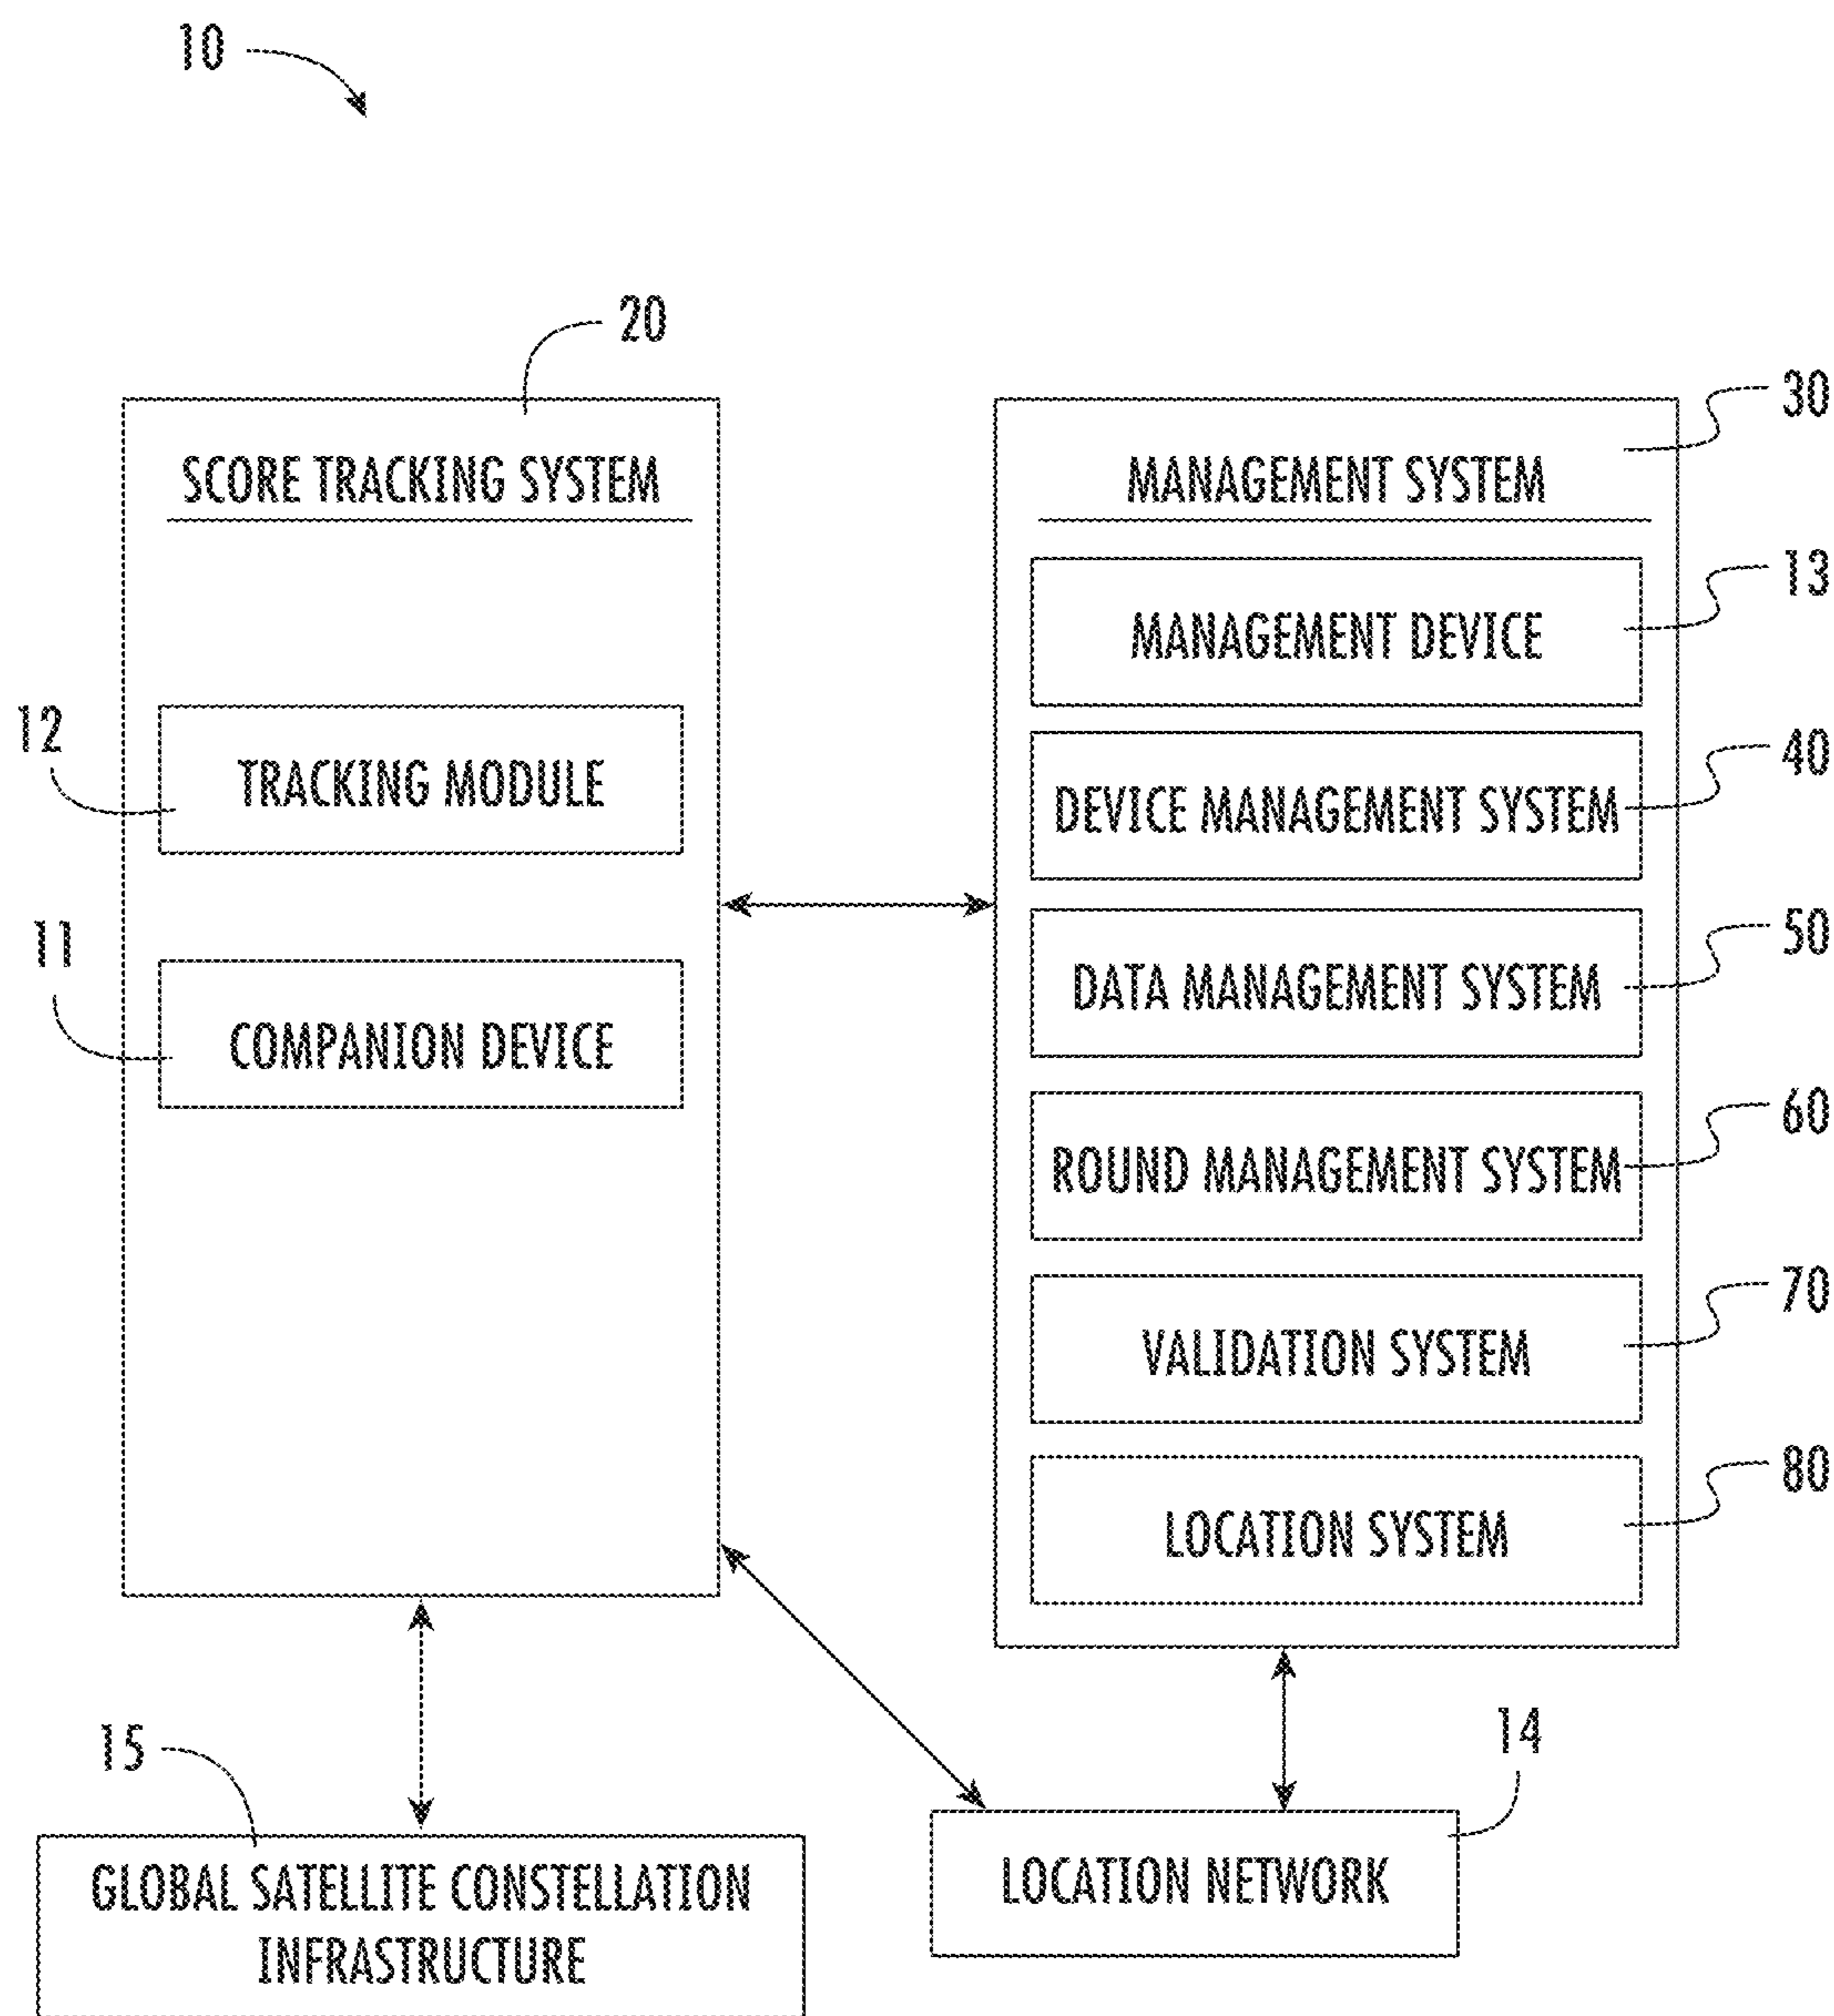 10
20
SCORE TRACKING SYSTEM
12
TRACKING MODULE
11
COMPANION DEVICE
30
MANAGEMENT SYSTEM
13
MANAGEMENT DEVICE
40
DEVICE MANAGEMENT SYSTEM
50
DATA MANAGEMENT SYSTEM
60
ROUND MANAGEMENT SYSTEM
70
VALIDATION SYSTEM
80
LOCATION SYSTEM
15
GLOBAL SATELLITE CONSTELLATION
INFRASTRUCTURE
14
LOCATION NETWORK